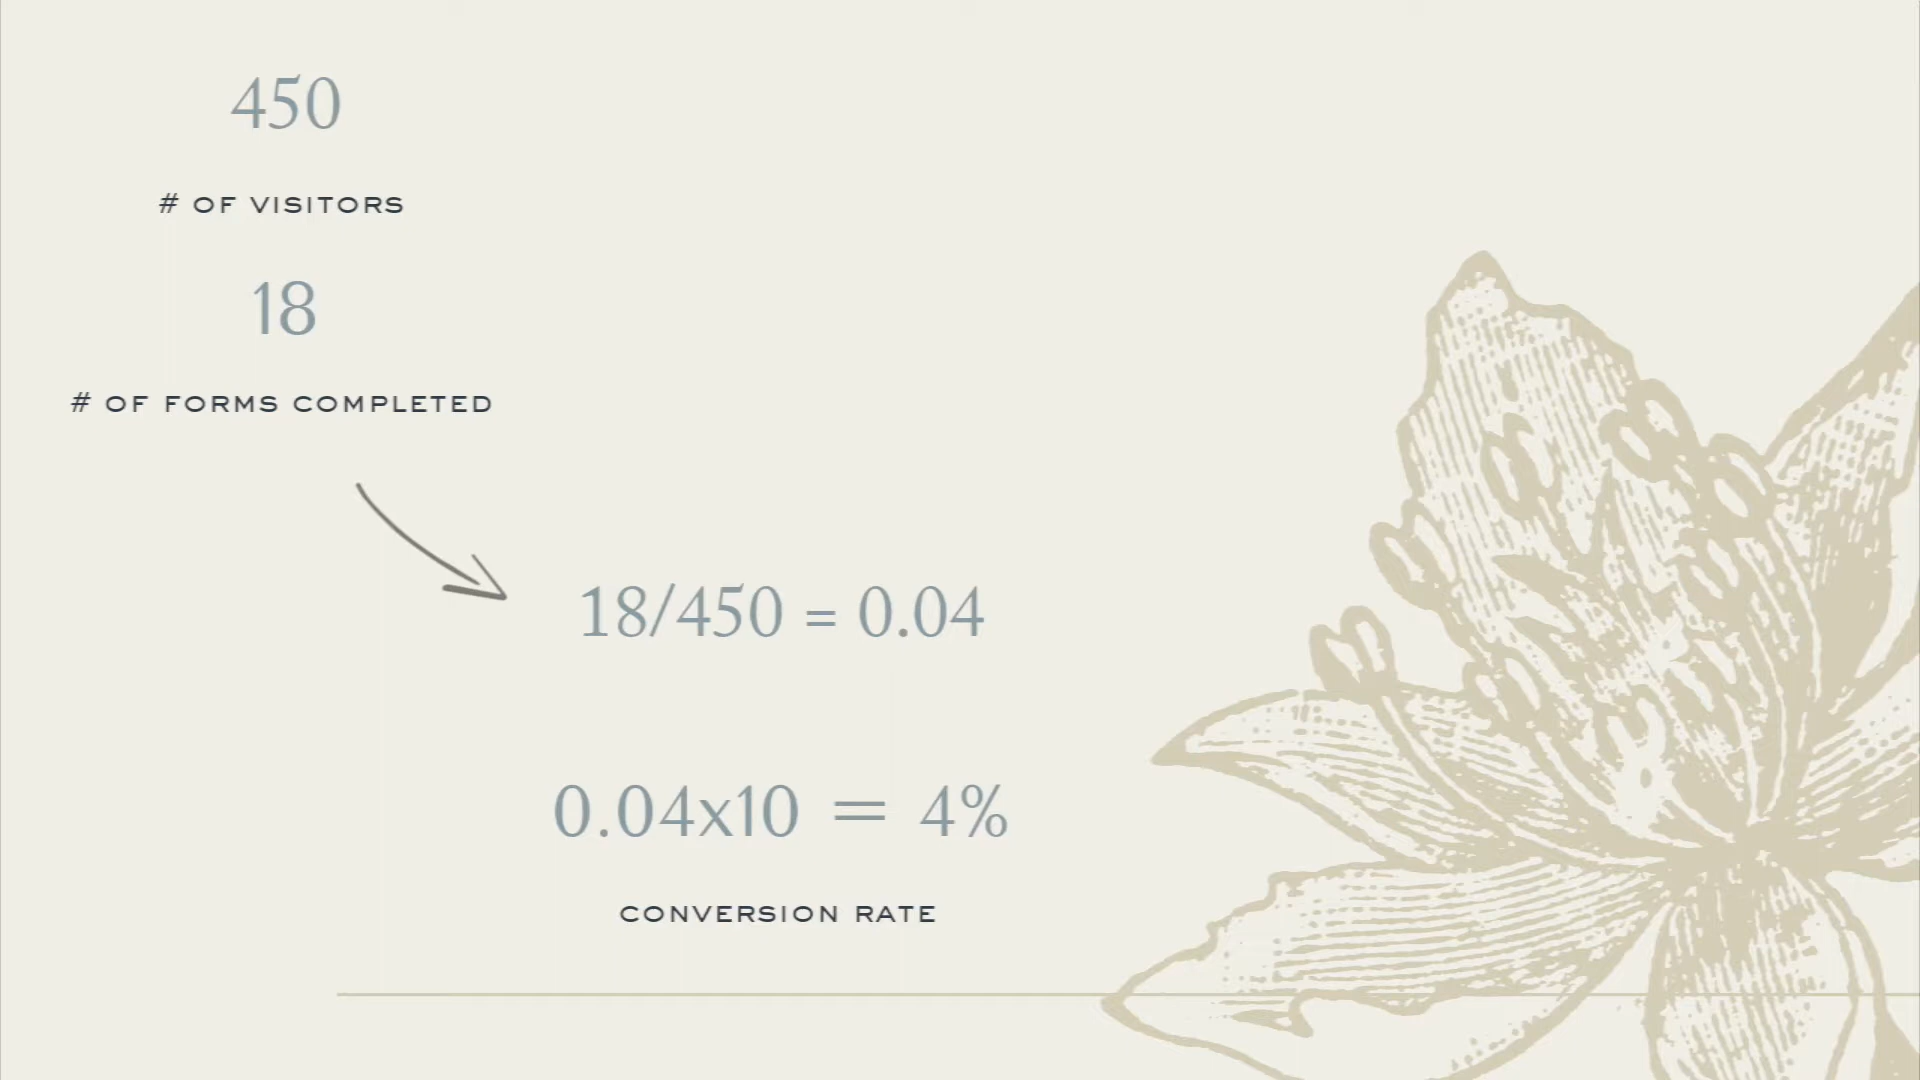 450
# OF VISITORS
18
# OF FORMS COMPLETED
18/450 = 0.04
0.04x10 = 4%
CONVERSION RATE